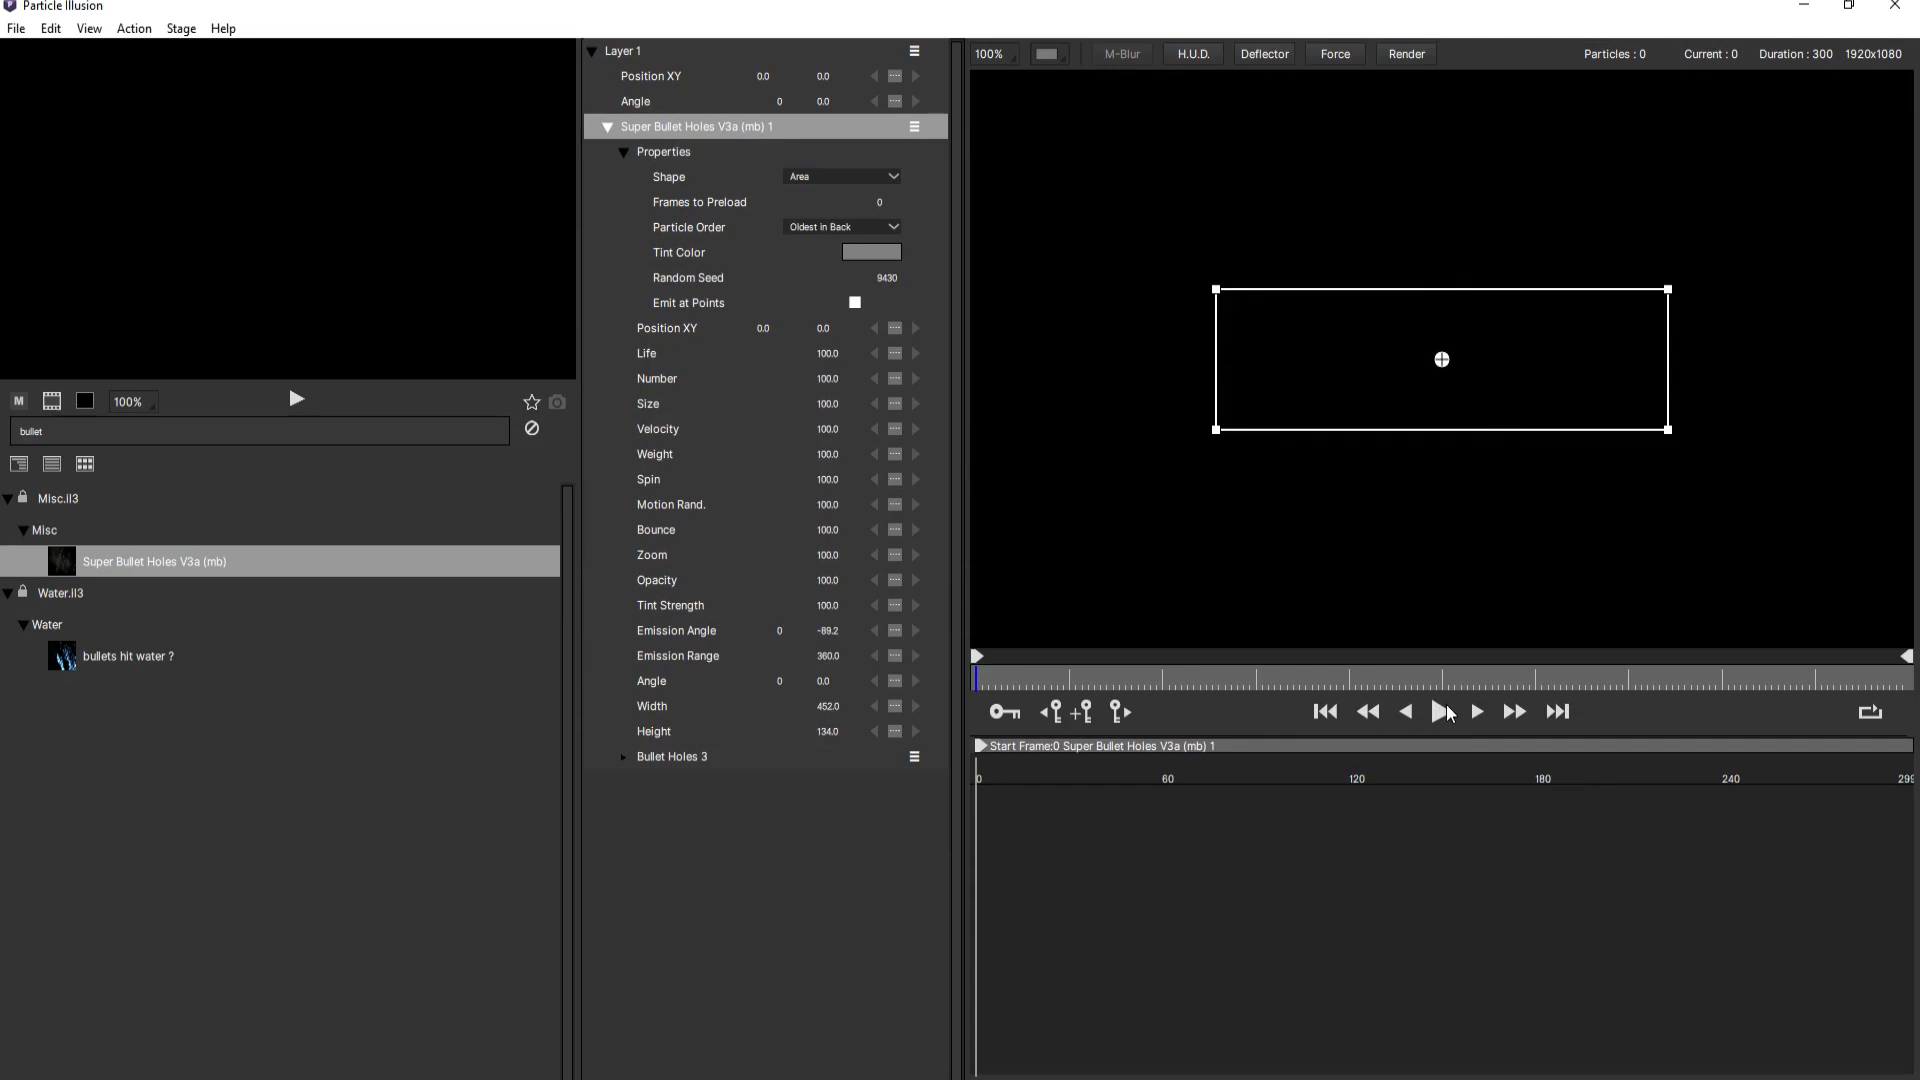 Particle Illusion
File Edit View Action Stage Help
M 100%
bullet
Misc.il3
Misc
Super Bullet Holes V3a (mb)
Water.il3
Water
bullets hit water ?
Layer 1
Position XY 0.0 0.0
Angle 0 0.0
Super Bullet Holes V3a (mb) 1
Properties
Shape Area
Frames to Preload 0
Particle Order Oldest in Back
Tint Color
Random Seed 9430
Emit at Points
Position XY 0.0 0.0
Life 100.0
Number 100.0
Size 100.0
Velocity 100.0
Weight 100.0
Spin 100.0
Motion Rand. 100.0
Bounce 100.0
Zoom 100.0
Opacity 100.0
Tint Strength 100.0
Emission Angle 0 -89.2
Emission Range 360.0
Angle 0 0.0
Width 452.0
Height 134.0
Bullet Holes 3
100% M-Blur H.U.D. Deflector Force Render Particles : 0 Current : 0 Duration : 300 1920x1080
Start Frame:0 Super Bullet Holes V3a (mb) 1
0 60 120 180 240 299